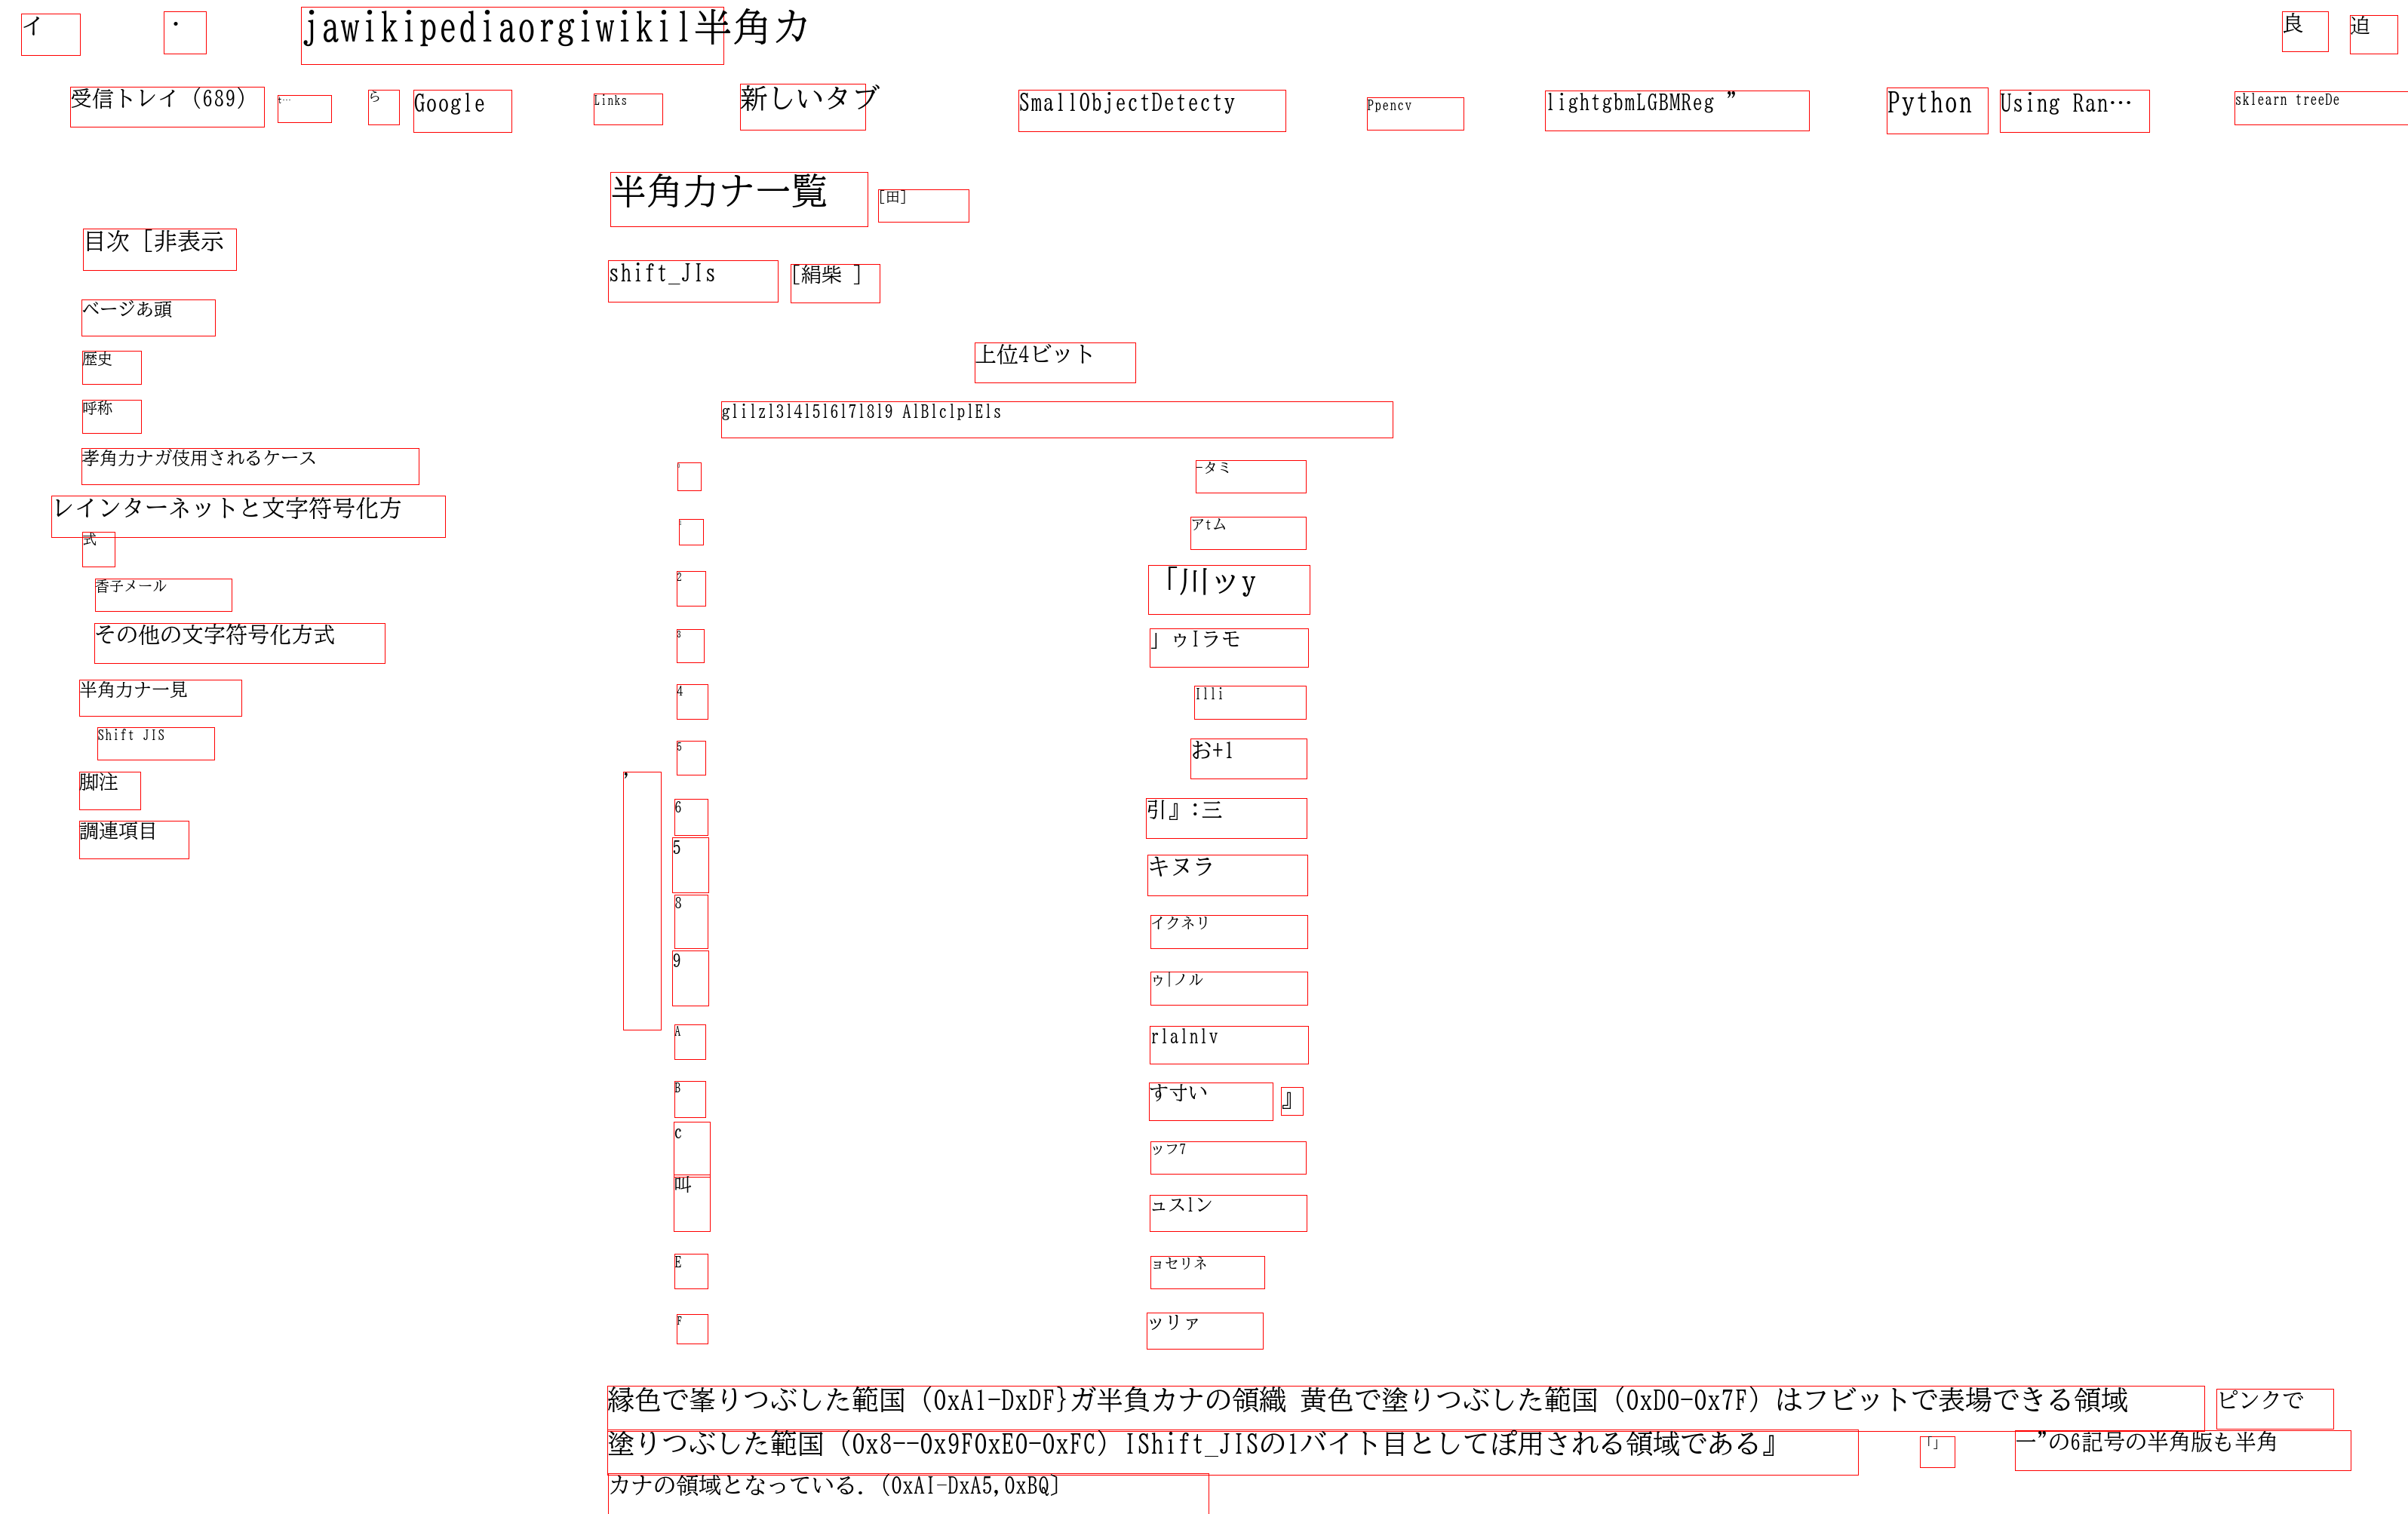 イ ・ jawikipediaorgiwikil半角カ 良 迫
受信トレイ (689) t… ら Google Links 新しいタブ SmallObjectDetecty Ppencv lightgbmLGBMReg ” Python Using Ran… sklearn treeDe
半角カナ一覧 [田]
目次 [非表示
shift_JIs [絹柴 ]
ベージあ頭
上位4ビット
歴史
呼称
glilzl3l4l5l6l7l8l9 AlBlclplEls
孝角カナガ伎用されるケース
-タミ
レインターネットと文字符号化方
アtム
式
香子メール
2 「川ッy
その他の文字符号化方式
3 」ゥIラモ
半角カナ一見
4 Illi
Shift JIS
5 お+l
脚注
,
6 引』:三
調連項目
5 キヌラ
8 イクネリ
9 ゥ|ノル
A rlalnlv
B す寸い 』
c ッフ7
叫 ュスlン
E ョセリネ
F ッリァ
縁色で峯りつぶした範国 (0xA1-DxDF}ガ半負カナの領織 黄色で塗りつぶした範国 (0xD0-0x7F) はフビットで表場できる領域 ピンクで
塗りつぶした範国 (0x8--0x9F0xE0-0xFC) IShift_JISの1バイト目としてぽ用される領域である』 「」 一”の6記号の半角版も半角
カナの領域となっている. (0xAI-DxA5,0xBQ]